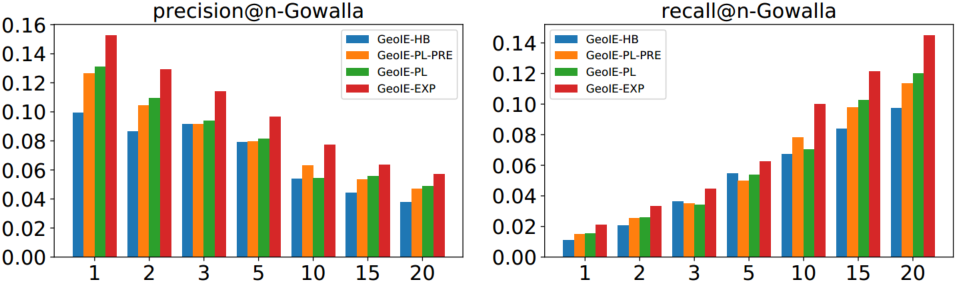 precision@n-Gowalla
0.16
0.14
0.12
0.10
0.08
0.06
0.04
0.02
0.00
1 2 3 5 10 15 20
GeoIE-HB
GeoIE-PL-PRE
GeoIE-PL
GeoIE-EXP
recall@n-Gowalla
0.14
0.12
0.10
0.08
0.06
0.04
0.02
0.00
1 2 3 5 10 15 20
GeoIE-HB
GeoIE-PL-PRE
GeoIE-PL
GeoIE-EXP